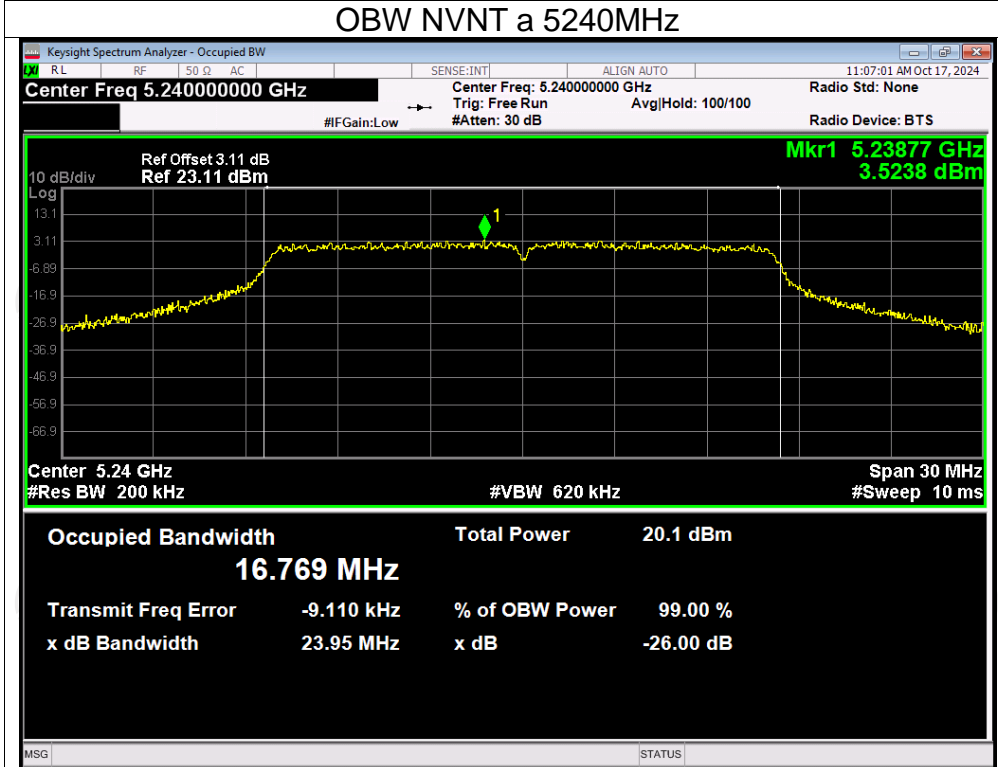 OBW NVNT a 5240MHz
Keysight Spectrum Analyzer - Occupied BW
LXI RL RF 50 Ω AC SENSE:INT ALIGN AUTO 11:07:01 AM Oct 17, 2024
Center Freq 5.240000000 GHz Center Freq: 5.240000000 GHz Radio Std: None
Trig: Free Run Avg|Hold: 100/100
#IFGain:Low #Atten: 30 dB Radio Device: BTS
Mkr1 5.23877 GHz
3.5238 dBm
Ref Offset 3.11 dB
10 dB/div Ref 23.11 dBm
Log
13.1
1
3.11
-6.89
-16.9
-26.9
-36.9
-46.9
-56.9
-66.9
Center 5.24 GHz Span 30 MHz
#Res BW 200 kHz #VBW 620 kHz #Sweep 10 ms
Occupied Bandwidth Total Power 20.1 dBm
16.769 MHz
Transmit Freq Error -9.110 kHz % of OBW Power 99.00 %
x dB Bandwidth 23.95 MHz x dB -26.00 dB
MSG STATUS